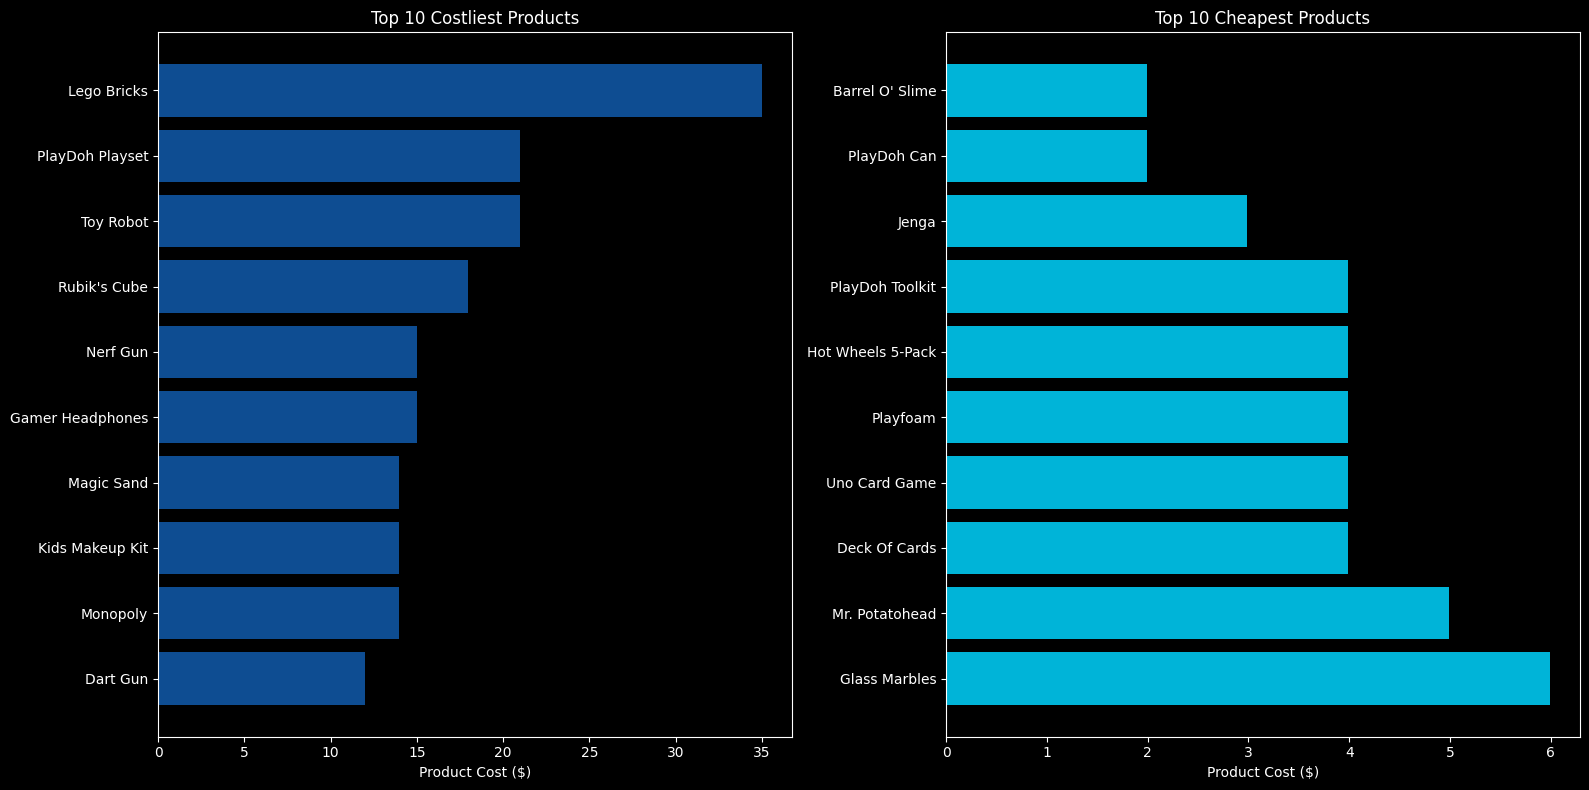 Top 10 Costliest Products
Lego Bricks
PlayDoh Playset
Toy Robot
Rubik's Cube
Nerf Gun
Gamer Headphones
Magic Sand
Kids Makeup Kit
Monopoly
Dart Gun
0 5 10 15 20 25 30 35
Product Cost ($)
Top 10 Cheapest Products
Barrel O' Slime
PlayDoh Can
Jenga
PlayDoh Toolkit
Hot Wheels 5-Pack
Playfoam
Uno Card Game
Deck Of Cards
Mr. Potatohead
Glass Marbles
0 1 2 3 4 5 6
Product Cost ($)